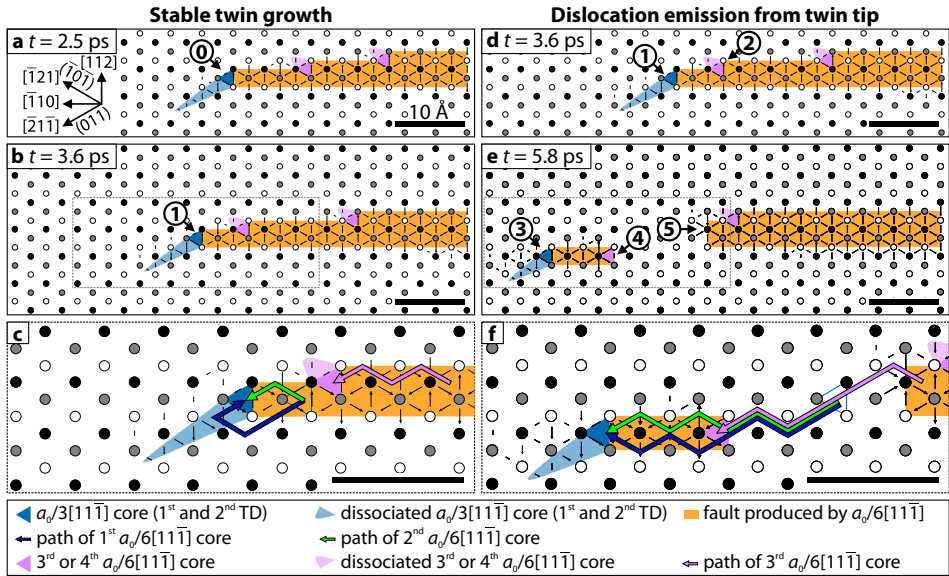 Stable twin growth
Dislocation emission from twin tip
a t = 2.5 ps
0
[112]
[1̅21]
(1̅01̅)
[1̅10]
[2̅11̅]
(011)
10 Å
d t = 3.6 ps
1
2
b t = 3.6 ps
1
e t = 5.8 ps
3
4
5
c
f
a₀/3[111̅] core (1ˢᵗ and 2ⁿᵈ TD)
dissociated a₀/3[111̅] core (1ˢᵗ and 2ⁿᵈ TD)
fault produced by a₀/6[111̅]
path of 1ˢᵗ a₀/6[111̅] core
path of 2ⁿᵈ a₀/6[111̅] core
3ʳᵈ or 4ᵗʰ a₀/6[111̅] core
dissociated 3ʳᵈ or 4ᵗʰ a₀/6[111̅] core
path of 3ʳᵈ a₀/6[111̅] core